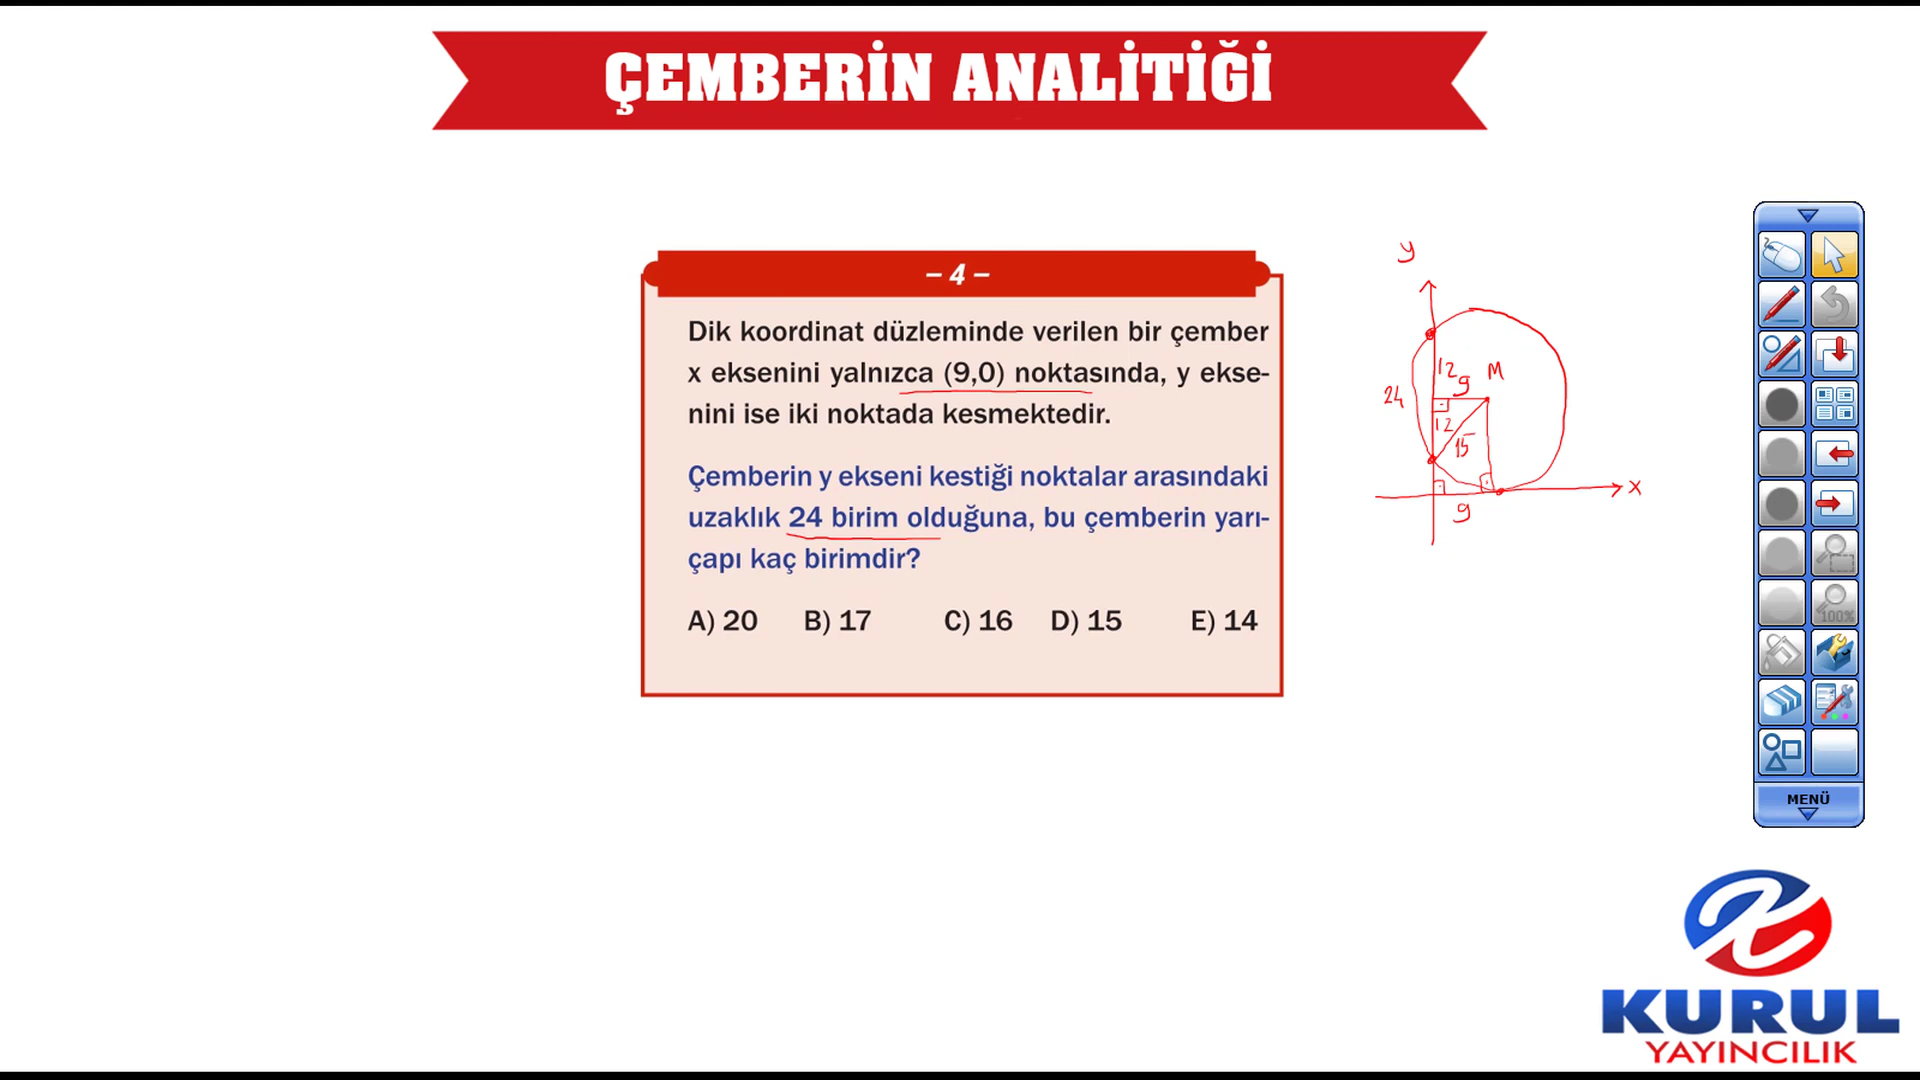 ÇEMBERİN ANALİTİĞİ
– 4 –
Dik koordinat düzleminde verilen bir çember
x eksenini yalnızca (9,0) noktasında, y ekse-
nini ise iki noktada kesmektedir.
Çemberin y ekseni kestiği noktalar arasındaki
uzaklık 24 birim olduğuna, bu çemberin yarı-
çapı kaç birimdir?
A) 20 B) 17 C) 16 D) 15 E) 14
y
12
9
M
24
12
15
x
9
100%
MENÜ
KURUL
YAYINCILIK